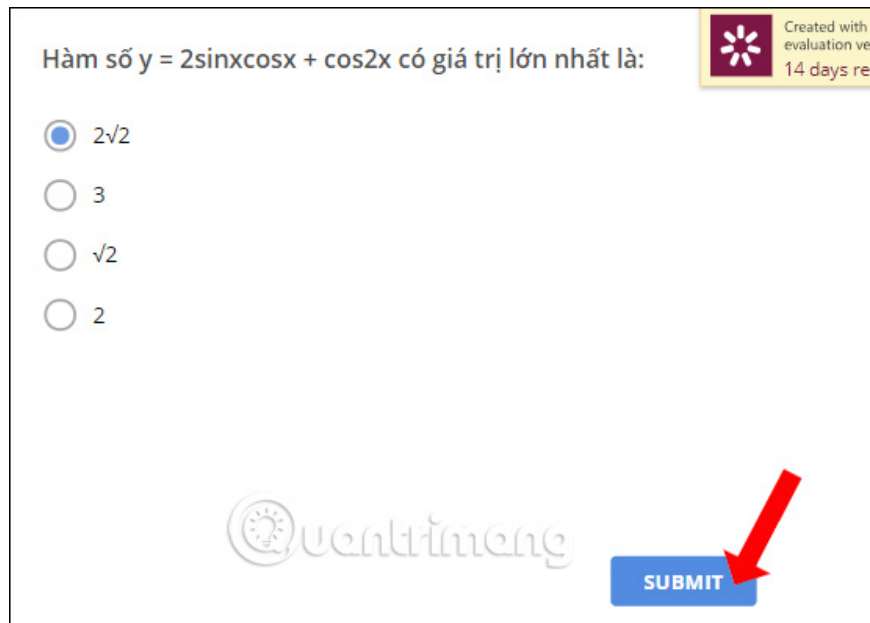 Hàm số y = 2sinxcosx + cos2x có giá trị lớn nhất là:
Created with
evaluation ve
14 days re
2√2
3
√2
2
Quantrimang
SUBMIT